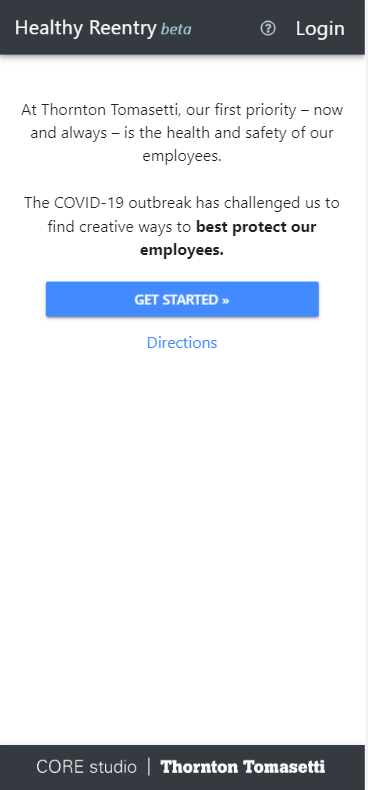 Healthy Reentry beta
? Login
At Thornton Tomasetti, our first priority – now
and always – is the health and safety of our
employees.
The COVID-19 outbreak has challenged us to
find creative ways to best protect our
employees.
GET STARTED »
Directions
CORE studio | Thornton Tomasetti